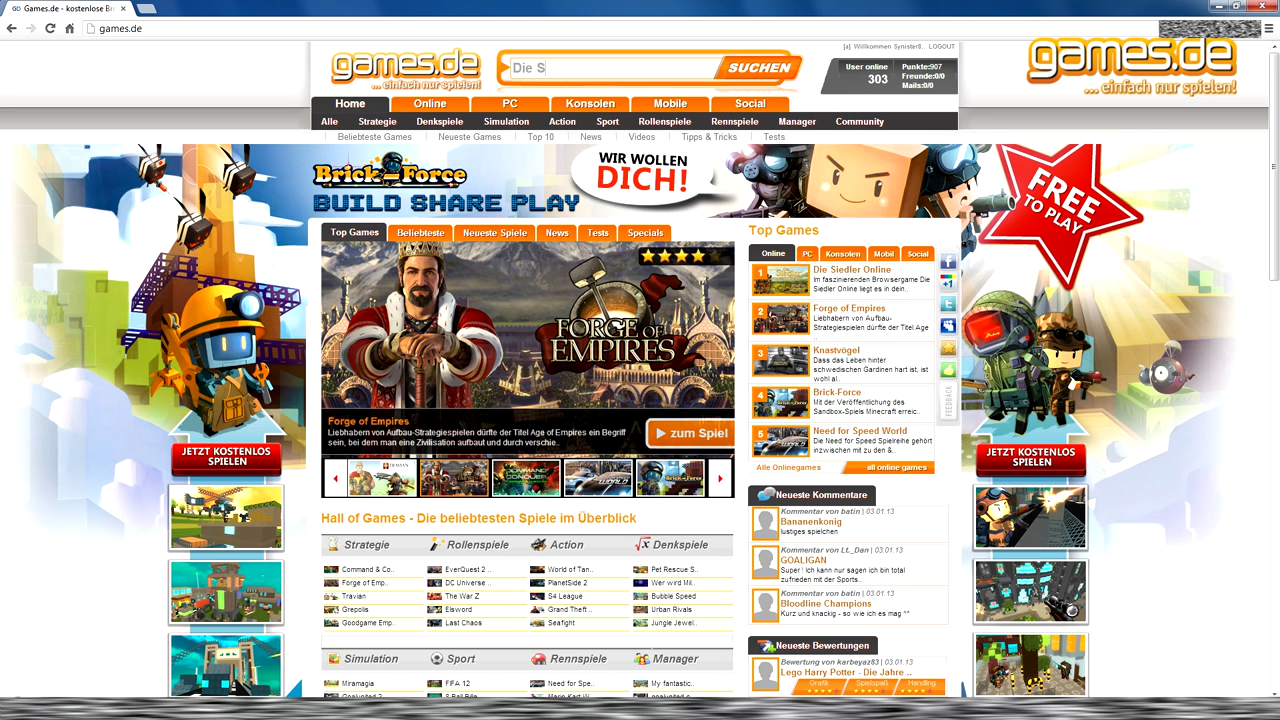 Games.de - kostenlose Br
games.de
[a] Willkommen Synister8.. LOGOUT
games.de
... einfach nur spielen!
Die S
SUCHEN
User online
303
Punkte:907
Freunde:0/0
Mails:0/0
games.de
... einfach nur spielen!
Home Online PC Konsolen Mobile Social
Alle Strategie Denkspiele Simulation Action Sport Rollenspiele Rennspiele Manager Community
Beliebteste Games Neueste Games Top 10 News Videos Tipps & Tricks Tests
Brick-Force
BUILD SHARE PLAY
WIR WOLLEN
DICH!
FREE
TO PLAY
Top Games Beliebteste Neueste Spiele News Tests Specials
FORGE OF
EMPIRES
Forge of Empires
Liebhabern von Aufbau-Strategiespielen dürfte der Titel Age of Empires ein Begriff
sein, bei dem man eine Zivilisation aufbaut und durch verschie..
zum Spiel
TRAVIAN
COMMAND
CONQUER
WORLD
Top Games
Online PC Konsolen Mobil Social
1
Die Siedler Online
Im faszinierenden Browsergame Die
Siedler Online liegt es in dein..
2
Forge of Empires
Liebhabern von Aufbau-
Strategiespielen dürfte der Titel Age
..
3
Knastvögel
Dass das Leben hinter
schwedischen Gardinen hart ist, ist
wohl al..
4
Brick-Force
Mit der Veröffentlichung des
Sandbox-Spiels Minecraft erreic..
5
Need for Speed World
Die Need for Speed Spielreihe gehört
inzwischen mit zu den &..
Alle Onlinegames
all online games
+1
FEEDBACK
JETZT KOSTENLOS
SPIELEN
JETZT KOSTENLOS
SPIELEN
Hall of Games - Die beliebtesten Spiele im Überblick
Strategie Rollenspiele Action Denkspiele
Command & Co.. EverQuest 2 .. World of Tan.. Pet Rescue S..
Forge of Emp.. DC Universe .. PlanetSide 2 Wer wird Mil..
Travian The War Z S4 League Bubble Speed
Grepolis Elsword Grand Theft .. Urban Rivals
Goodgame Emp.. Last Chaos Seafight Jungle Jewel..
Simulation Sport Rennspiele Manager
Miramagia FIFA 12 Need for Spe.. My fantastic..
Neueste Kommentare
Kommentar von batin | 03.01.13
Bananenkönig
lustiges spielchen
Kommentar von Lt._Dan | 03.01.13
GOALIGAN
Super ! Ich kann nur sagen ich bin total
zufrieden mit der Sports..
Kommentar von batin | 03.01.13
Bloodline Champions
Kurz und knackig - so wie ich es mag ^^
Neueste Bewertungen
Bewertung von karbeyaz83 | 03.01.13
Lego Harry Potter - Die Jahre ..
Grafik Spielspaß Handling